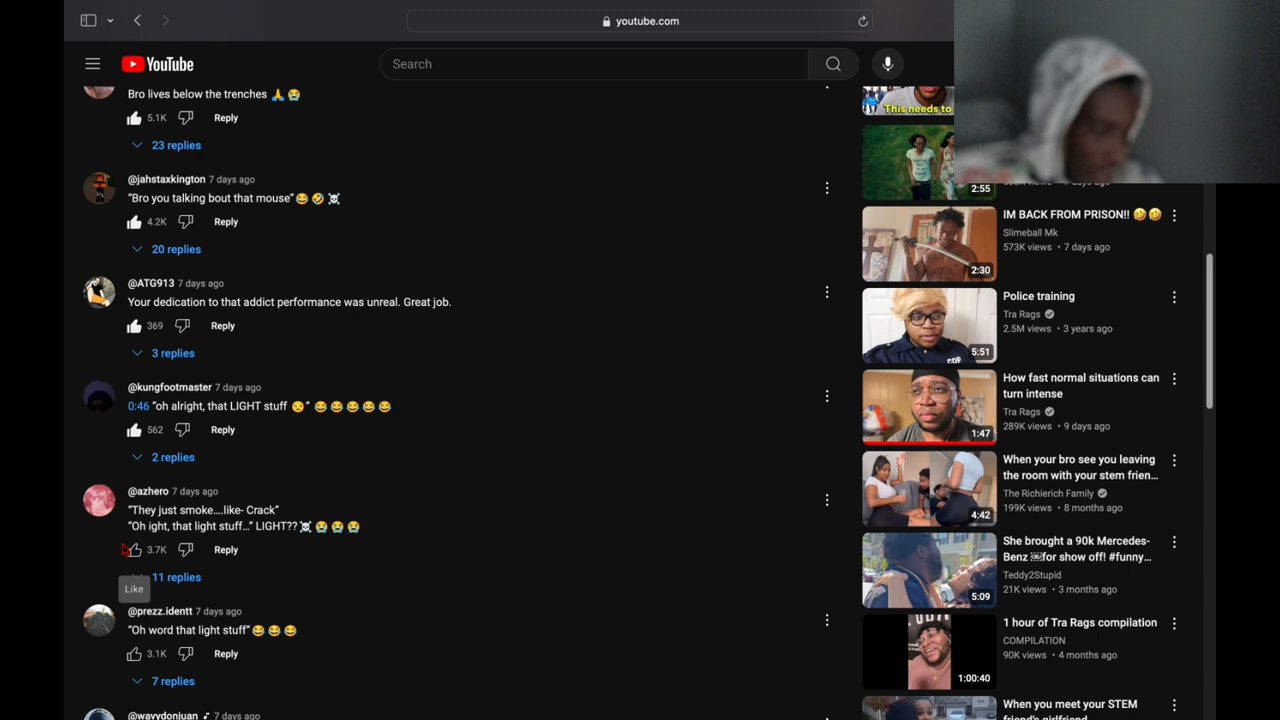 youtube.com
YouTube
Search
Bro lives below the trenches 🙏 😭
5.1K Reply
23 replies
@jahstaxkington 7 days ago
“Bro you talking bout that mouse”😂 🤣 ☠️
4.2K Reply
20 replies
@ATG913 7 days ago
Your dedication to that addict performance was unreal. Great job.
369 Reply
3 replies
@kungfootmaster 7 days ago
0:46 “oh alright, that LIGHT stuff 😒” 😂 😂 😂 😂 😂
562 Reply
2 replies
@azhero 7 days ago
“They just smoke....like- Crack”
“Oh ight, that light stuff...” LIGHT??☠️ 😭 😭 😭
3.7K Reply
11 replies
Like
@prezz.identt 7 days ago
“Oh word that light stuff”😂 😂 😂
3.1K Reply
7 replies
@wavydonjuan 7 days ago
This needs to
2:55
IM BACK FROM PRISON!! 🤣🤣
Slimeball Mk
573K views • 7 days ago
2:30
Police training
Tra Rags
2.5M views • 3 years ago
COP
5:51
How fast normal situations can
turn intense
Tra Rags
289K views • 9 days ago
1:47
When your bro see you leaving
the room with your stem frien...
The Richierich Family
199K views • 8 months ago
4:42
She brought a 90k Mercedes-
Benz for show off! #funny...
Teddy2Stupid
21K views • 3 months ago
5:09
1 hour of Tra Rags compilation
COMPILATION
90K views • 4 months ago
1:00:40
When you meet your STEM
friend's girlfriend